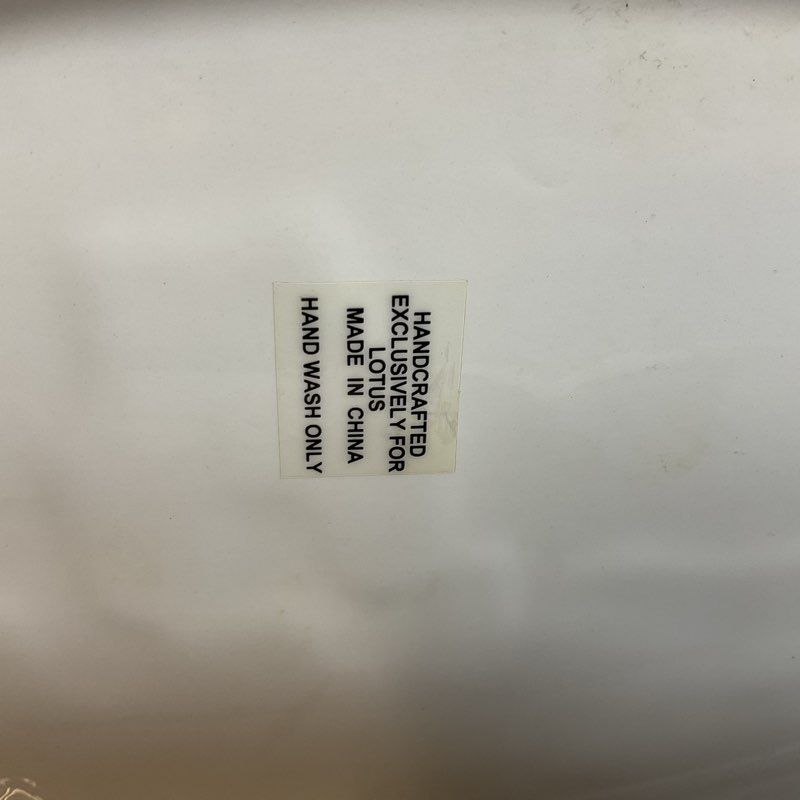 HANDCRAFTED
EXCLUSIVELY FOR
LOTUS
MADE IN CHINA
HAND WASH ONLY